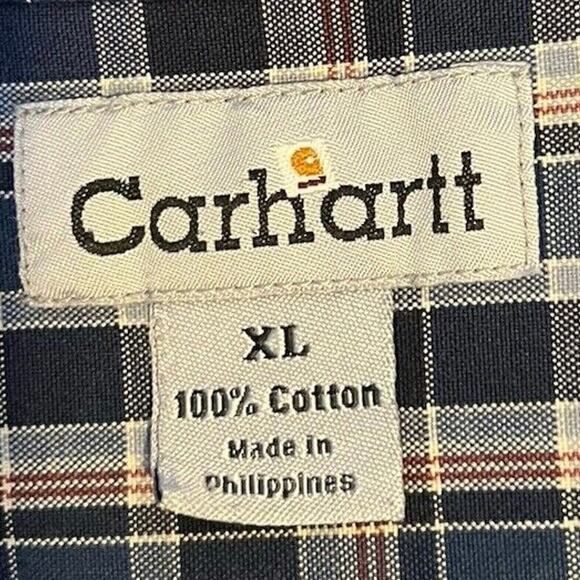 Carhartt
XL
100% Cotton
Made in
Philippines